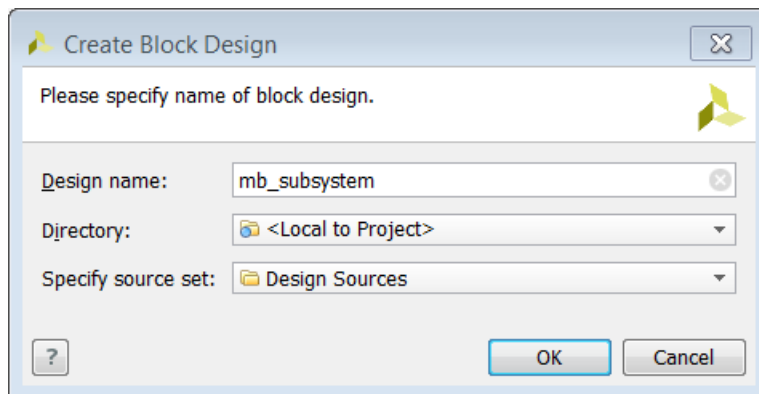 Create Block Design
Please specify name of block design.
Design name: mb_subsystem
Directory: <Local to Project>
Specify source set: Design Sources
? OK Cancel